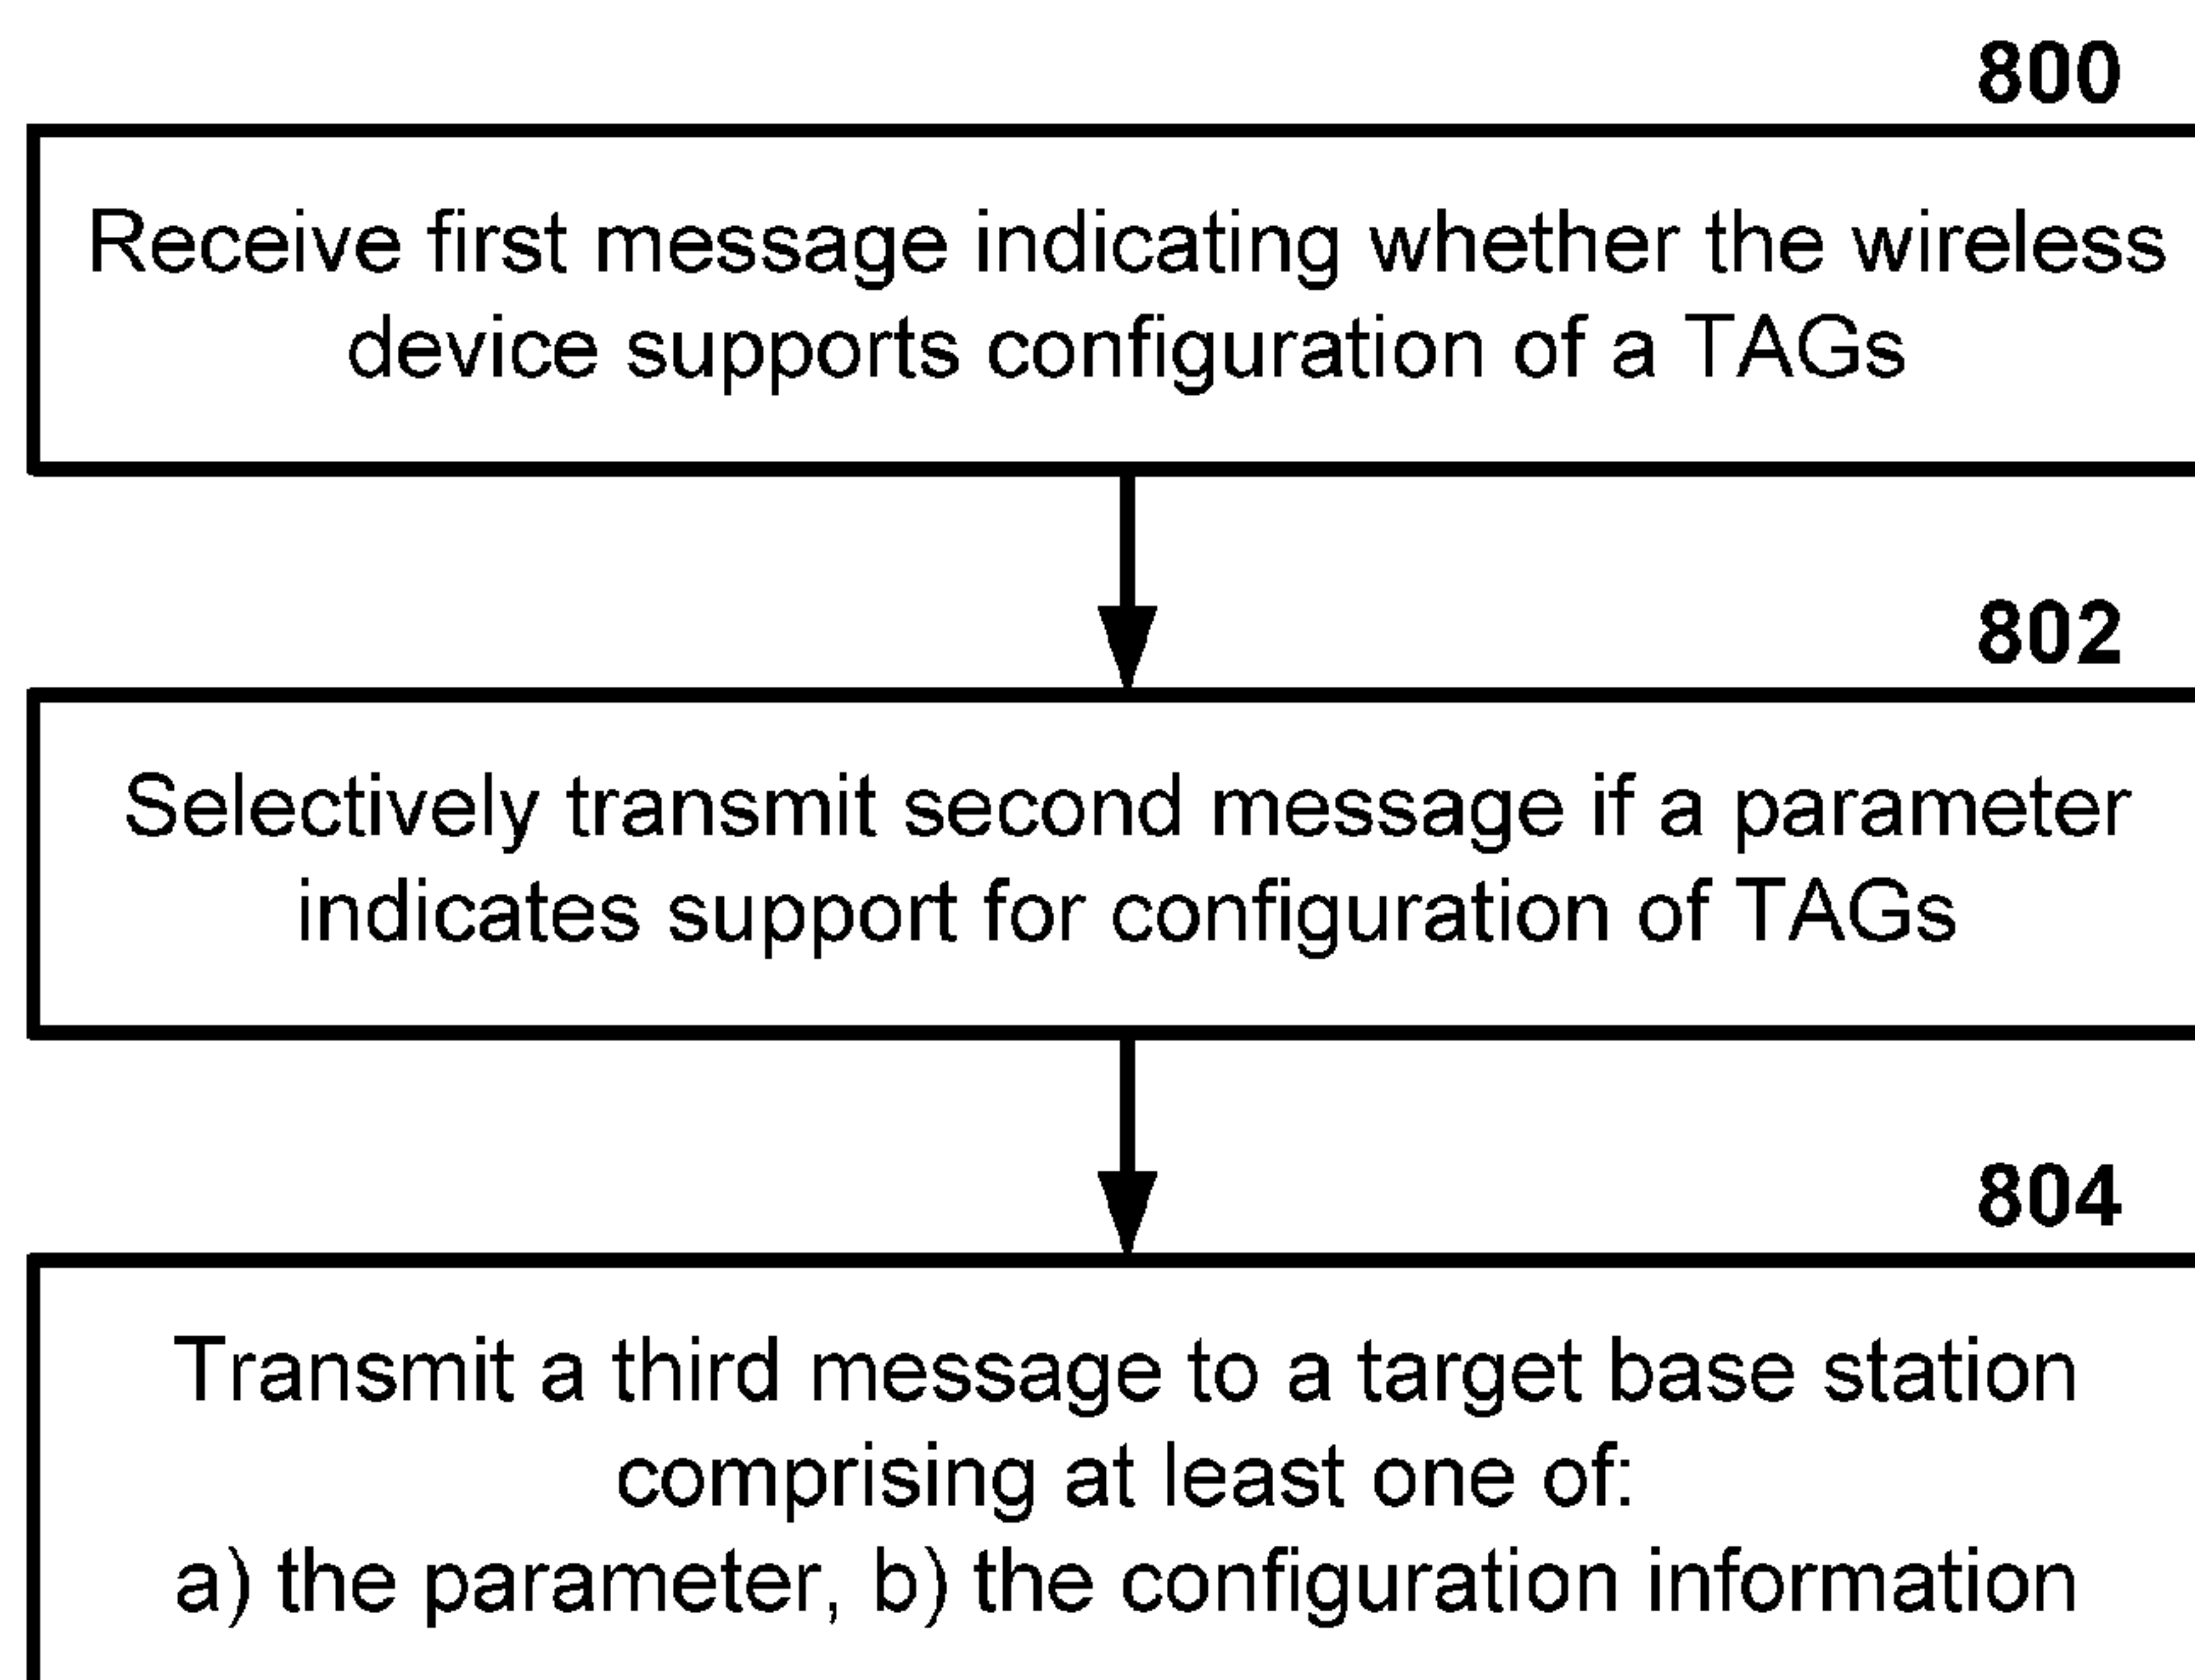 800
Receive first message indicating whether the wireless
device supports configuration of a TAGs
802
Selectively transmit second message if a parameter
indicates support for configuration of TAGs
804
Transmit a third message to a target base station
comprising at least one of:
a) the parameter, b) the configuration information